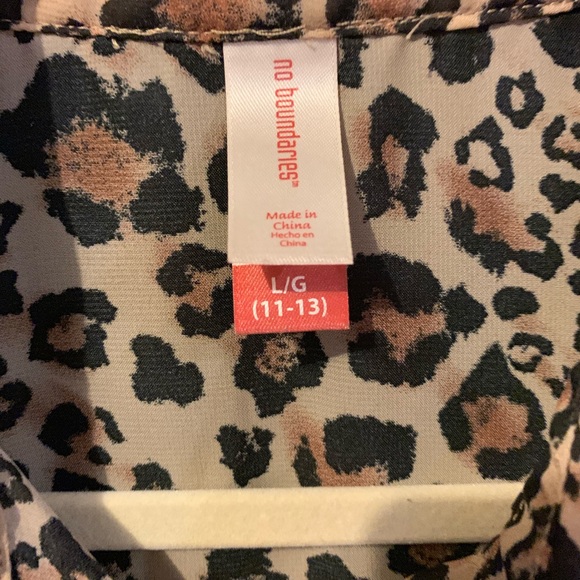 no boundaries™
Made in
China
Hecho en
China
L/G
(11-13)